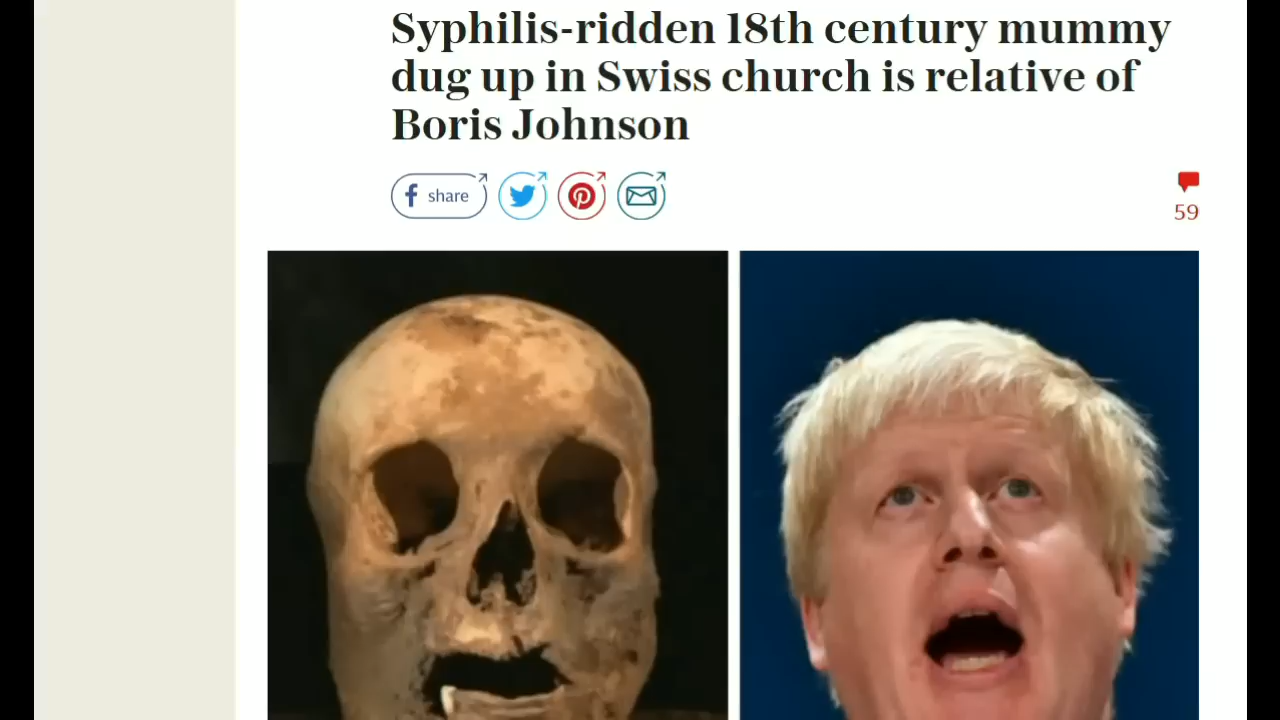 Syphilis-ridden 18th century mummy
dug up in Swiss church is relative of
Boris Johnson
share
59